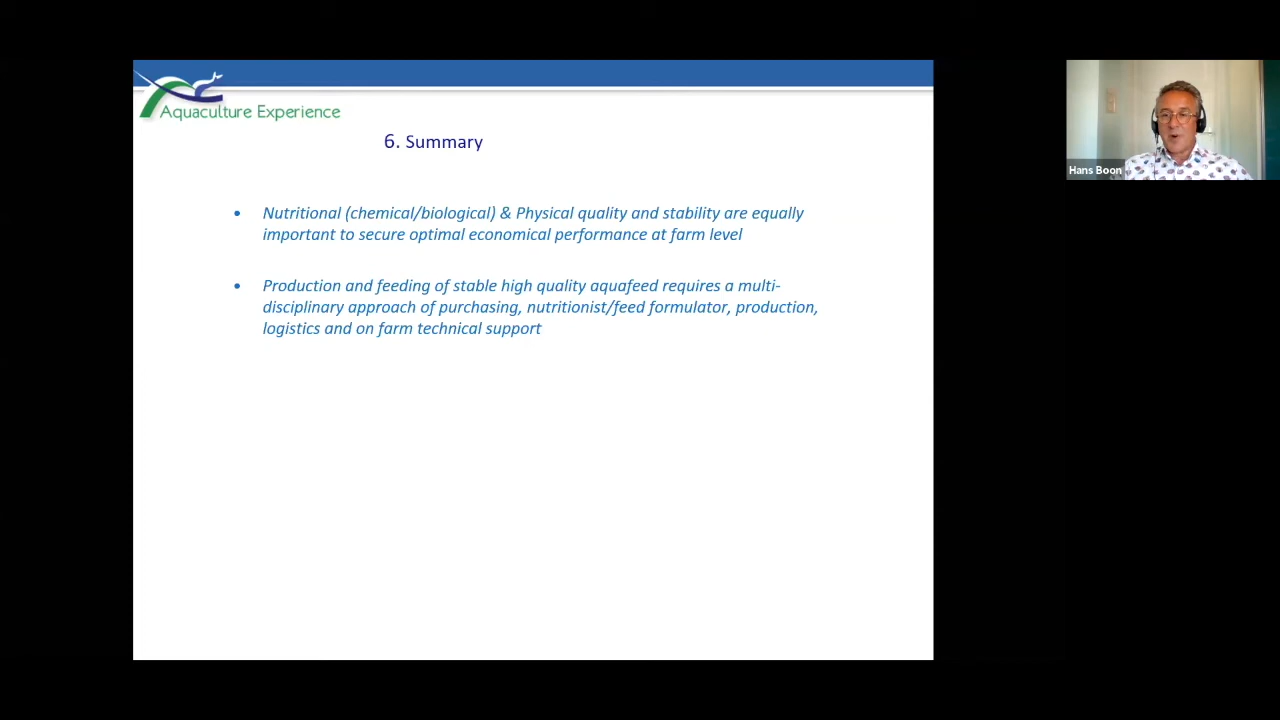 Aquaculture Experience
6. Summary
• Nutritional (chemical/biological) & Physical quality and stability are equally
important to secure optimal economical performance at farm level
• Production and feeding of stable high quality aquafeed requires a multi-
disciplinary approach of purchasing, nutritionist/feed formulator, production,
logistics and on farm technical support
Hans Boon